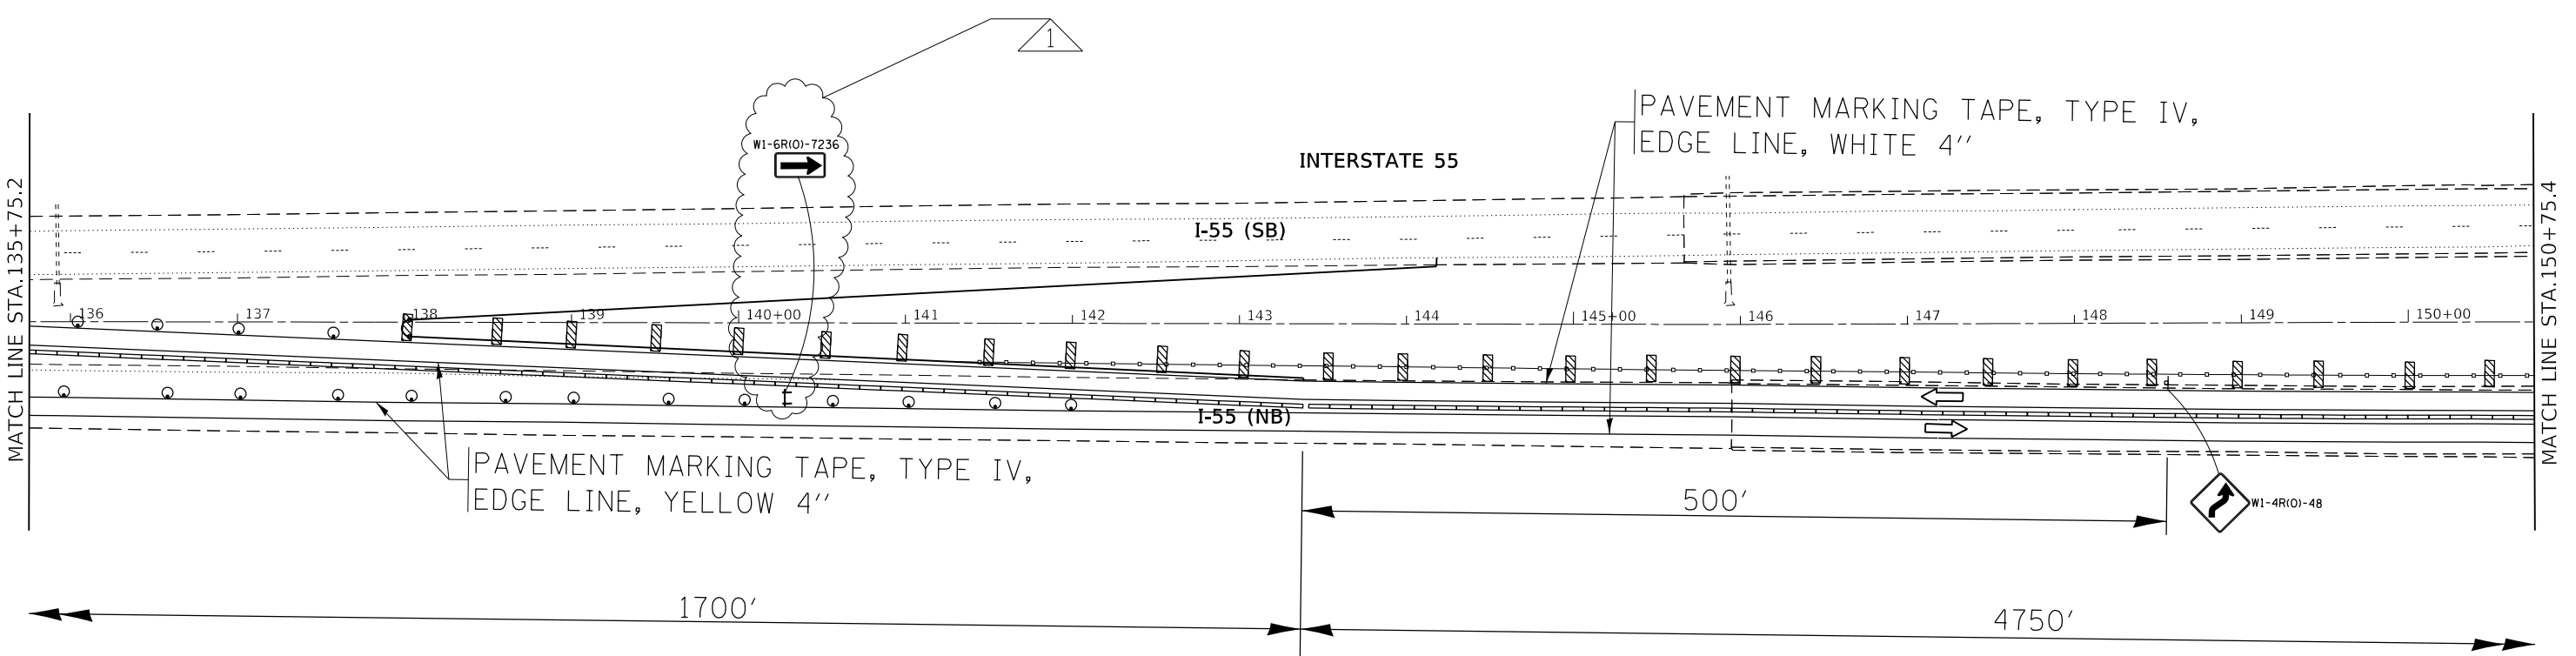 1
PAVEMENT MARKING TAPE, TYPE IV,
EDGE LINE, WHITE 4''
W1-6R(O)-7236
INTERSTATE 55
MATCH LINE STA.135+75.2
I-55 (SB)
MATCH LINE STA.150+75.4
136 137 138 139 140+00 141 142 143 144 145+00 146 147 148 149 150+00
I-55 (NB)
PAVEMENT MARKING TAPE, TYPE IV,
EDGE LINE, YELLOW 4''
500'
W1-4R(O)-48
1700'
4750'